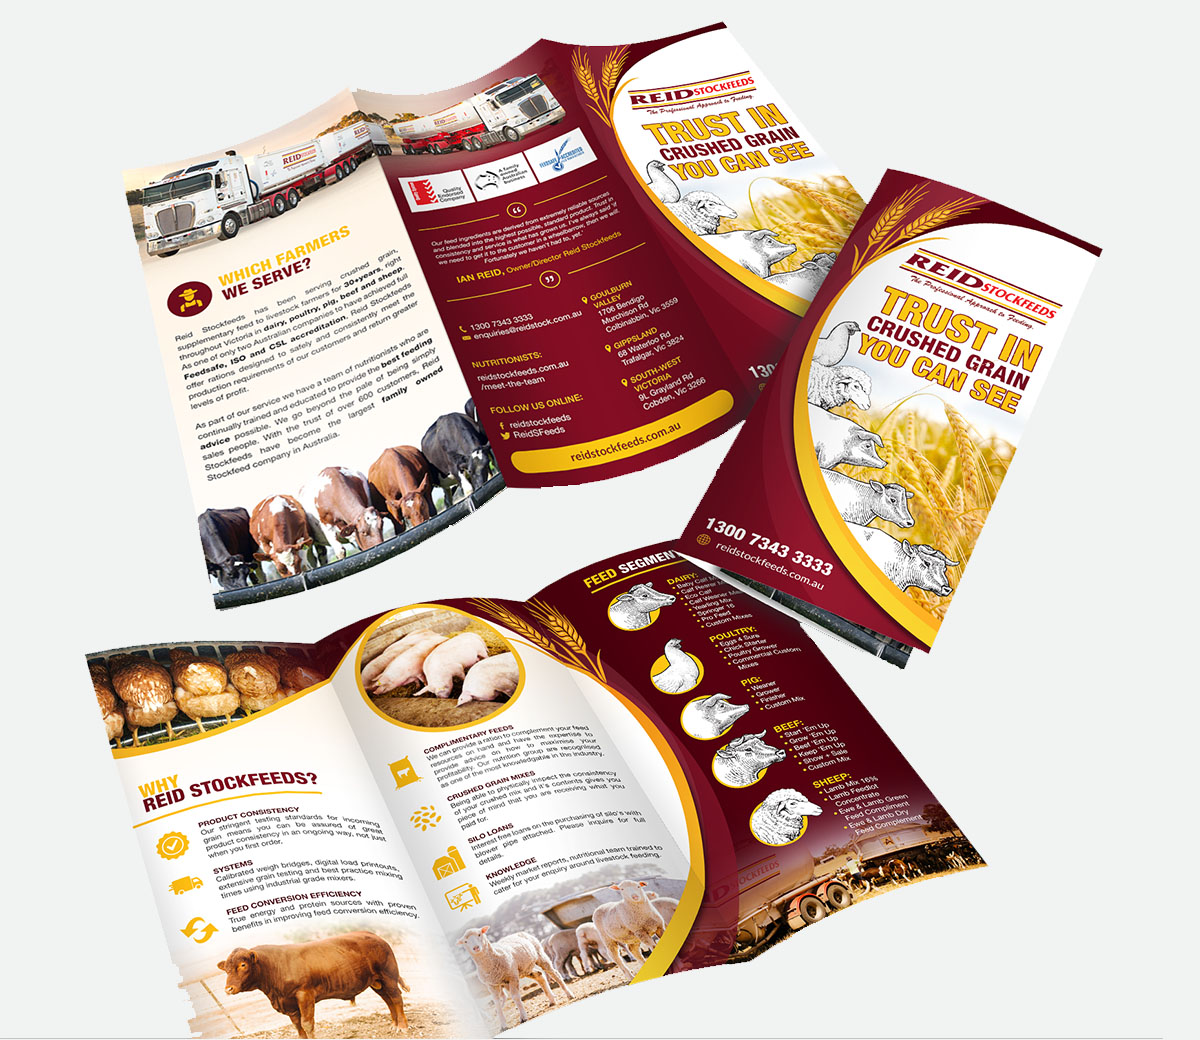 REID
WHICH FARMERS
WE SERVE?
Reid Stockfeeds has been serving crushed grain,
supplementary feed to livestock farmers for 30+years, right
throughout Victoria in dairy, poultry, pig, beef and sheep.
As one of only two Australian companies to have achieved full
Feedsafe, ISO and CSL accreditation, Reid Stockfeeds
offer rations designed to safely and consistently meet the
production requirements of our customers and return greater
levels of profit.
As part of our service we have a team of nutritionists who are
continually trained and educated to provide the best feeding
advice possible. We go beyond the pale of being simply
sales people. With the trust of over 600 customers, Reid
Stockfeeds have become the largest family owned
Stockfeed company in Australia.
Quality
Endorsed
Company
A family
owned
Australian
business
FEEDSAFE ACCREDITED
“
Our feed ingredients are derived from extremely reliable sources
and blended into the highest possible, standard product. Trust in
consistency and service is what has grown us. I've always said 'if
we need to get it to the customer in a wheelbarrow, then we will.
Fortunately we haven't had to, yet.'
IAN REID, Owner/Director Reid Stockfeeds
”
1300 7343 3333
enquiries@reidstock.com.au
NUTRITIONISTS:
reidstockfeeds.com.au
/meet-the-team
FOLLOW US ONLINE:
reidstockfeeds
ReidSFeeds
GOULBURN
VALLEY
1706 Bendigo
Murchison Rd
Colbinabbin, Vic 3559
GIPPSLAND
68 Waterloo Rd
Trafalgar, Vic 3824
SOUTH-WEST
VICTORIA
9L Grayland Rd
Cobden, Vic 3266
reidstockfeeds.com.au
REIDSTOCKFEEDS
The Professional Approach to Feeding.
TRUST IN
CRUSHED GRAIN
YOU CAN SEE
130
REIDSTOCKFEEDS
The Professional Approach to Feeding.
TRUST IN
CRUSHED GRAIN
YOU CAN SEE
1300 7343 3333
reidstockfeeds.com.au
WHY
REID STOCKFEEDS?
PRODUCT CONSISTENCY
Our stringent testing standards for incoming
grain means you can be assured of great
product consistency in an ongoing way, not just
when you first order.
SYSTEMS
Calibrated weigh bridges, digital load printouts,
extensive grain testing and best practice mixing
times using industrial grade mixers.
FEED CONVERSION EFFICIENCY
True energy and protein sources with proven
benefits in improving feed conversion efficiency.
COMPLIMENTARY FEEDS
We can provide a ration to complement your feed
resources on hand and have the expertise to
provide advice on how to maximise your
profitability. Our nutrition group are recognised
as one of the most knowledgable in the industry.
CRUSHED GRAIN MIXES
Being able to physically inspect the consistency
of your crushed mix and it's contents gives you
piece of mind that you are receiving what you
paid for.
SILO LOANS
Interest free loans on the purchasing of silo's with
blower pipe attached. Please inquire for full
details.
KNOWLEDGE
Weekly market reports, nutritional team trained to
cater for your enquiry around livestock feeding.
FEED SEGMENT
DAIRY:
• Baby Calf M
• Calf Rearer M
• Eco Calf
• Calf Weaner Mi
• Yearling Mix
• Springer 16
• Pro Feed
• Custom Mixes
POULTRY:
• Eggs 4 Sure
• Chick Starter
• Poultry Grower
• Commercial Custom
Mixes
PIG:
• Weaner
• Grower
• Finisher
• Custom Mix
BEEF:
• Start 'Em Up
• Grow 'Em Up
• Beef 'Em Up
• Keep 'Em Up
• Show - Sale
• Custom Mix
SHEEP:
• Lamb Mix 16%
• Lamb Feedlot
Concentrate
• Ewe & Lamb Green
Feed Compliment
• Ewe & Lamb Dry
Feed Complement
STOCKFEEDS